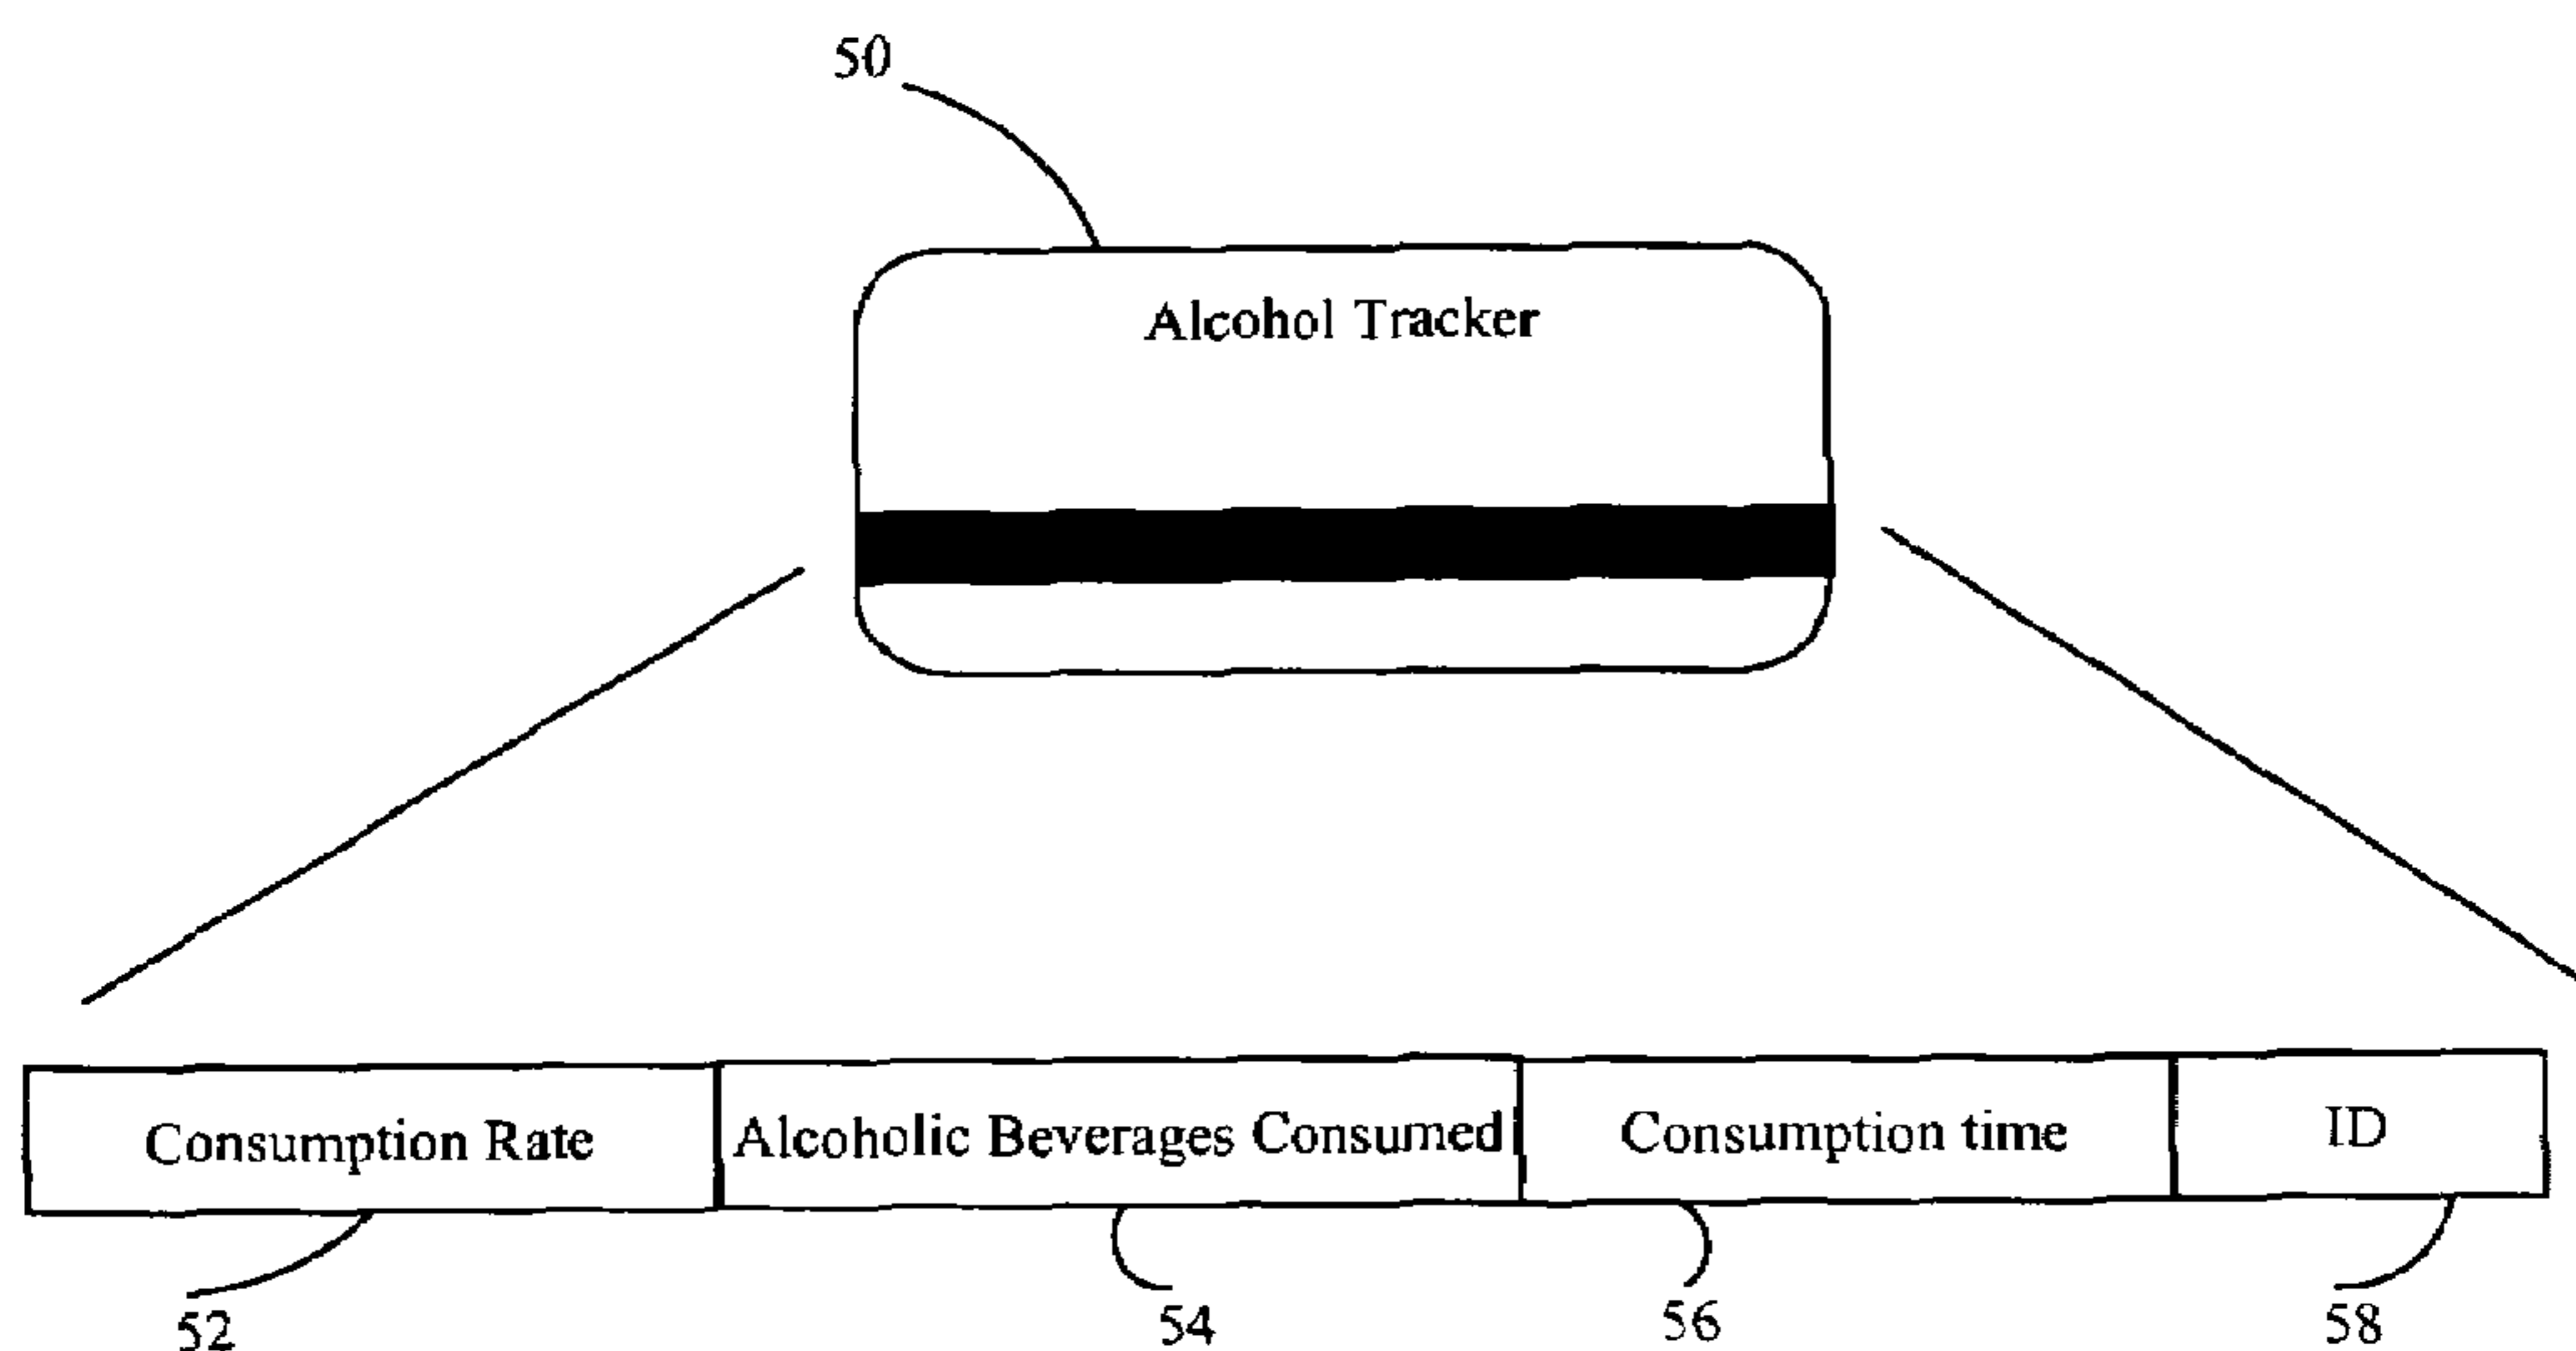 50
Alcohol Tracker
Consumption Rate Alcoholic Beverages Consumed Consumption time ID
52 54 56 58